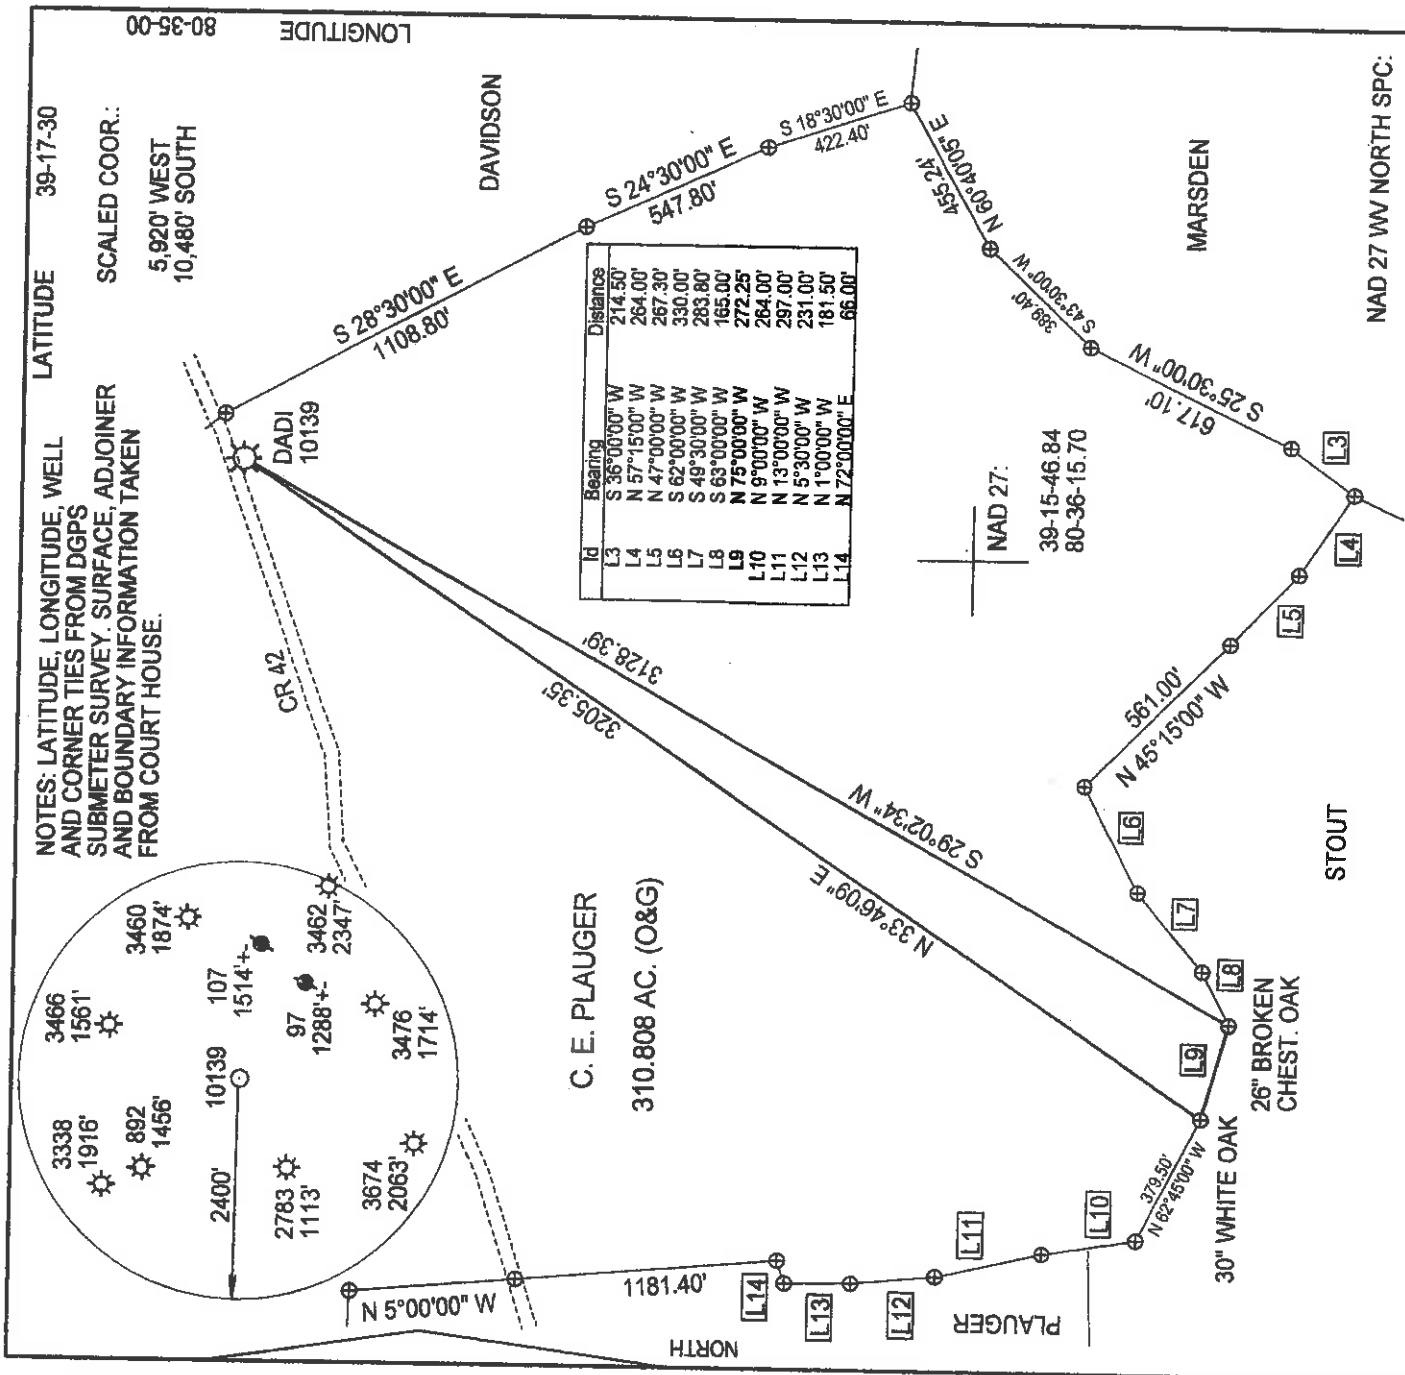 LATITUDE 39-17-30
80-35-00 LONGITUDE
NOTES: LATITUDE, LONGITUDE, WELL
AND CORNER TIES FROM DGPS
SUBMETER SURVEY. SURFACE, ADJOINER
AND BOUNDARY INFORMATION TAKEN
FROM COURT HOUSE.
SCALED COOR.:
5,920' WEST
10,480' SOUTH
3466
1561'
3460
1874'
3338
1916'
892
1456'
107
1514'+-
10139
97
1288'+-
3462
2347'
2400'
2783
1113'
3476
1714'
3674
2063'
CR 42
DADI
10139
DAVIDSON
S 28°30'00" E
1108.80'
S 24°30'00" E
547.80'
S 18°30'00" E
422.40'
455.24'
N 60°40'05" E
S 43°30'00" W
389.40'
S 25°30'00" W
617.10'
MARSDEN
Id Bearing Distance
L3 S 36°00'00" W 214.50'
L4 N 57°15'00" W 264.00'
L5 N 47°00'00" W 267.30'
L6 S 62°00'00" W 330.00'
L7 S 49°30'00" W 283.80'
L8 S 63°00'00" W 165.00'
L9 N 75°00'00" W 272.25'
L10 N 9°00'00" W 264.00'
L11 N 13°00'00" W 297.00'
L12 N 5°30'00" W 231.00'
L13 N 1°00'00" W 181.50'
L14 N 72°00'00" E 66.00'
3205.35'
N 33°46'09" E
3128.39'
S 29°02'34" W
C. E. PLAUGER
310.808 AC. (O&G)
NAD 27:
39-15-46.84
80-36-15.70
N 5°00'00" W
1181.40'
L14
L13
L12
L11
L10
PLAUGER
NORTH
379.50'
N 62°45'00" W
30" WHITE OAK
L9
26" BROKEN
CHEST. OAK
L8
L7
L6
561.00'
N 45°15'00" W
L5
L4
L3
STOUT
NAD 27 WV NORTH SPC: